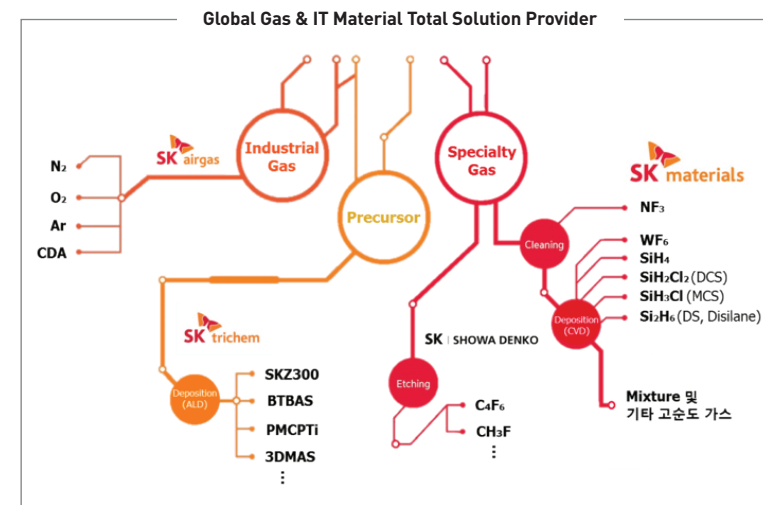 Global Gas & IT Material Total Solution Provider
SK airgas
Industrial
Gas
N₂
O₂
Ar
CDA
Precursor
SK trichem
Deposition
(ALD)
SKZ300
BTBAS
PMCPTi
3DMAS
⋮
Specialty
Gas
SK materials
Cleaning
NF₃
Deposition
(CVD)
WF₆
SiH₄
SiH₂Cl₂ (DCS)
SiH₃Cl (MCS)
Si₂H₆ (DS, Disilane)
Mixture 및
기타 고순도 가스
SK | SHOWA DENKO
Etching
C₄F₆
CH₃F
⋮